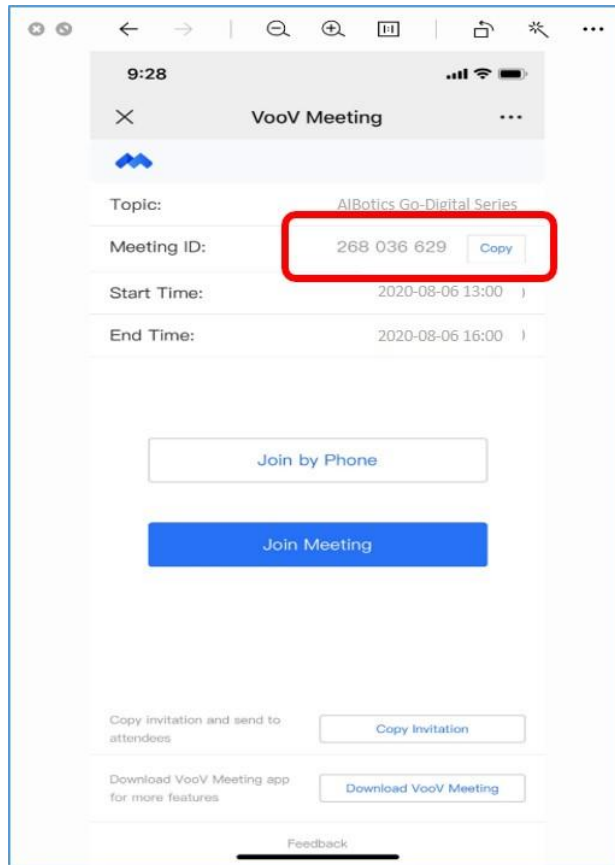 9:28
VooV Meeting
Topic: AIBotics Go-Digital Series
Meeting ID: 268 036 629 Copy
Start Time: 2020-08-06 13:00
End Time: 2020-08-06 16:00
Join by Phone
Join Meeting
Copy invitation and send to
attendees
Copy Invitation
Download VooV Meeting app
for more features
Download VooV Meeting
Feedback